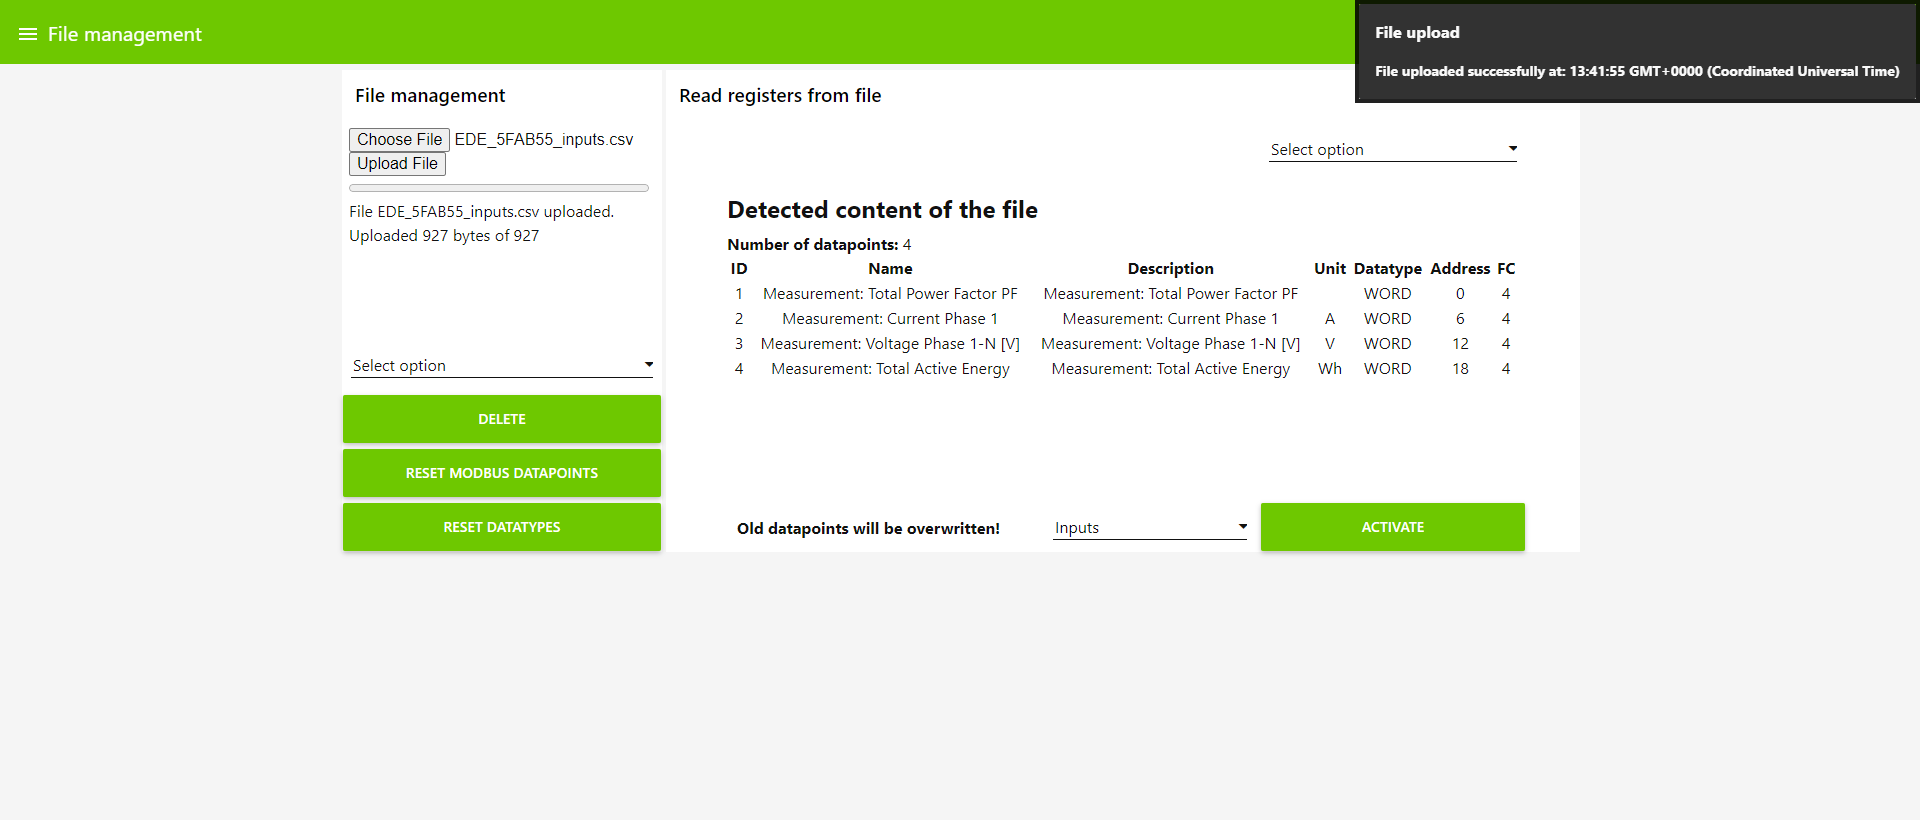 File management
File upload
File uploaded successfully at: 13:41:55 GMT+0000 (Coordinated Universal Time)
File management
Choose File EDE_5FAB55_inputs.csv
Upload File
File EDE_5FAB55_inputs.csv uploaded.
Uploaded 927 bytes of 927
Select option
DELETE
RESET MODBUS DATAPOINTS
RESET DATATYPES
Read registers from file
Select option
Detected content of the file
Number of datapoints: 4
ID Name Description Unit Datatype Address FC
1 Measurement: Total Power Factor PF Measurement: Total Power Factor PF WORD 0 4
2 Measurement: Current Phase 1 Measurement: Current Phase 1 A WORD 6 4
3 Measurement: Voltage Phase 1-N [V] Measurement: Voltage Phase 1-N [V] V WORD 12 4
4 Measurement: Total Active Energy Measurement: Total Active Energy Wh WORD 18 4
Old datapoints will be overwritten! Inputs ACTIVATE